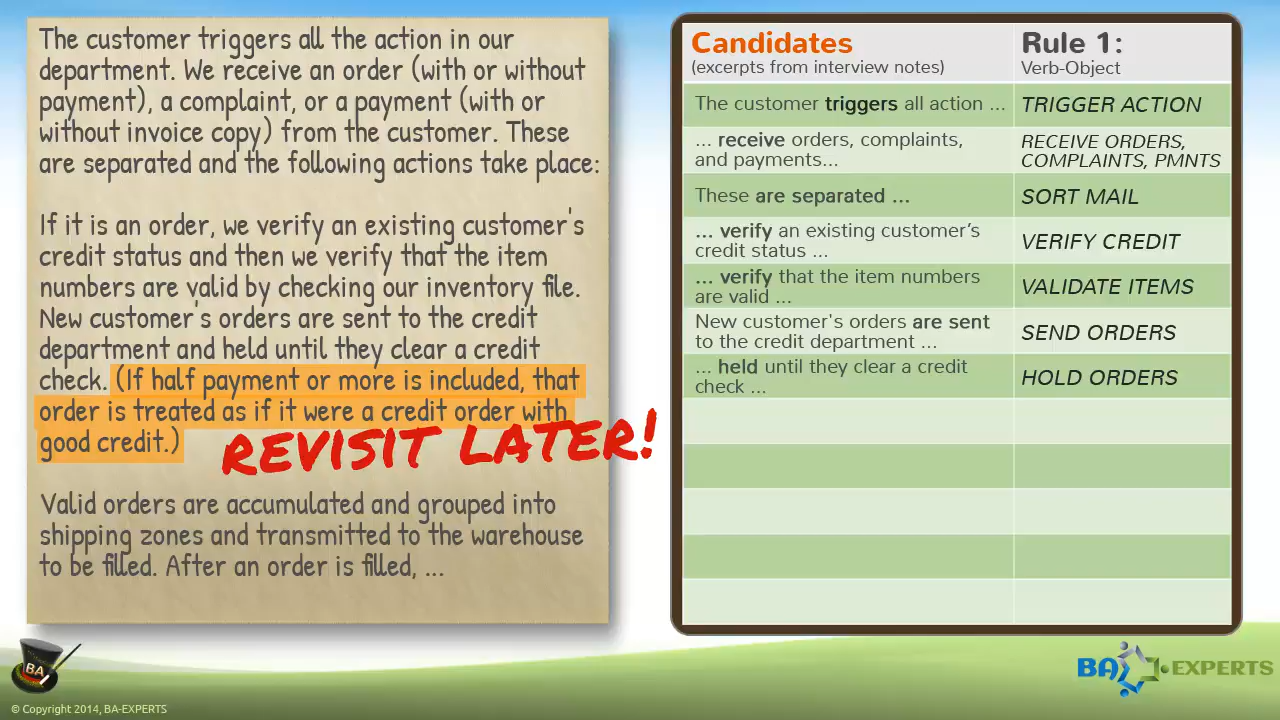 The customer triggers all the action in our
department. We receive an order (with or without
payment), a complaint, or a payment (with or
without invoice copy) from the customer. These
are separated and the following actions take place:
If it is an order, we verify an existing customer's
credit status and then we verify that the item
numbers are valid by checking our inventory file.
New customer's orders are sent to the credit
department and held until they clear a credit
check. (If half payment or more is included, that
order is treated as if it were a credit order with
good credit.)
REVISIT LATER!
Valid orders are accumulated and grouped into
shipping zones and transmitted to the warehouse
to be filled. After an order is filled, ...
Candidates
(excerpts from interview notes)
Rule 1:
Verb-Object
The customer triggers all action ...
TRIGGER ACTION
... receive orders, complaints,
and payments...
RECEIVE ORDERS,
COMPLAINTS, PMNTS
These are separated ...
SORT MAIL
... verify an existing customer’s
credit status ...
VERIFY CREDIT
... verify that the item numbers
are valid ...
VALIDATE ITEMS
New customer's orders are sent
to the credit department ...
SEND ORDERS
... held until they clear a credit
check ...
HOLD ORDERS
BA
© Copyright 2014, BA-EXPERTS
BA-EXPERTS